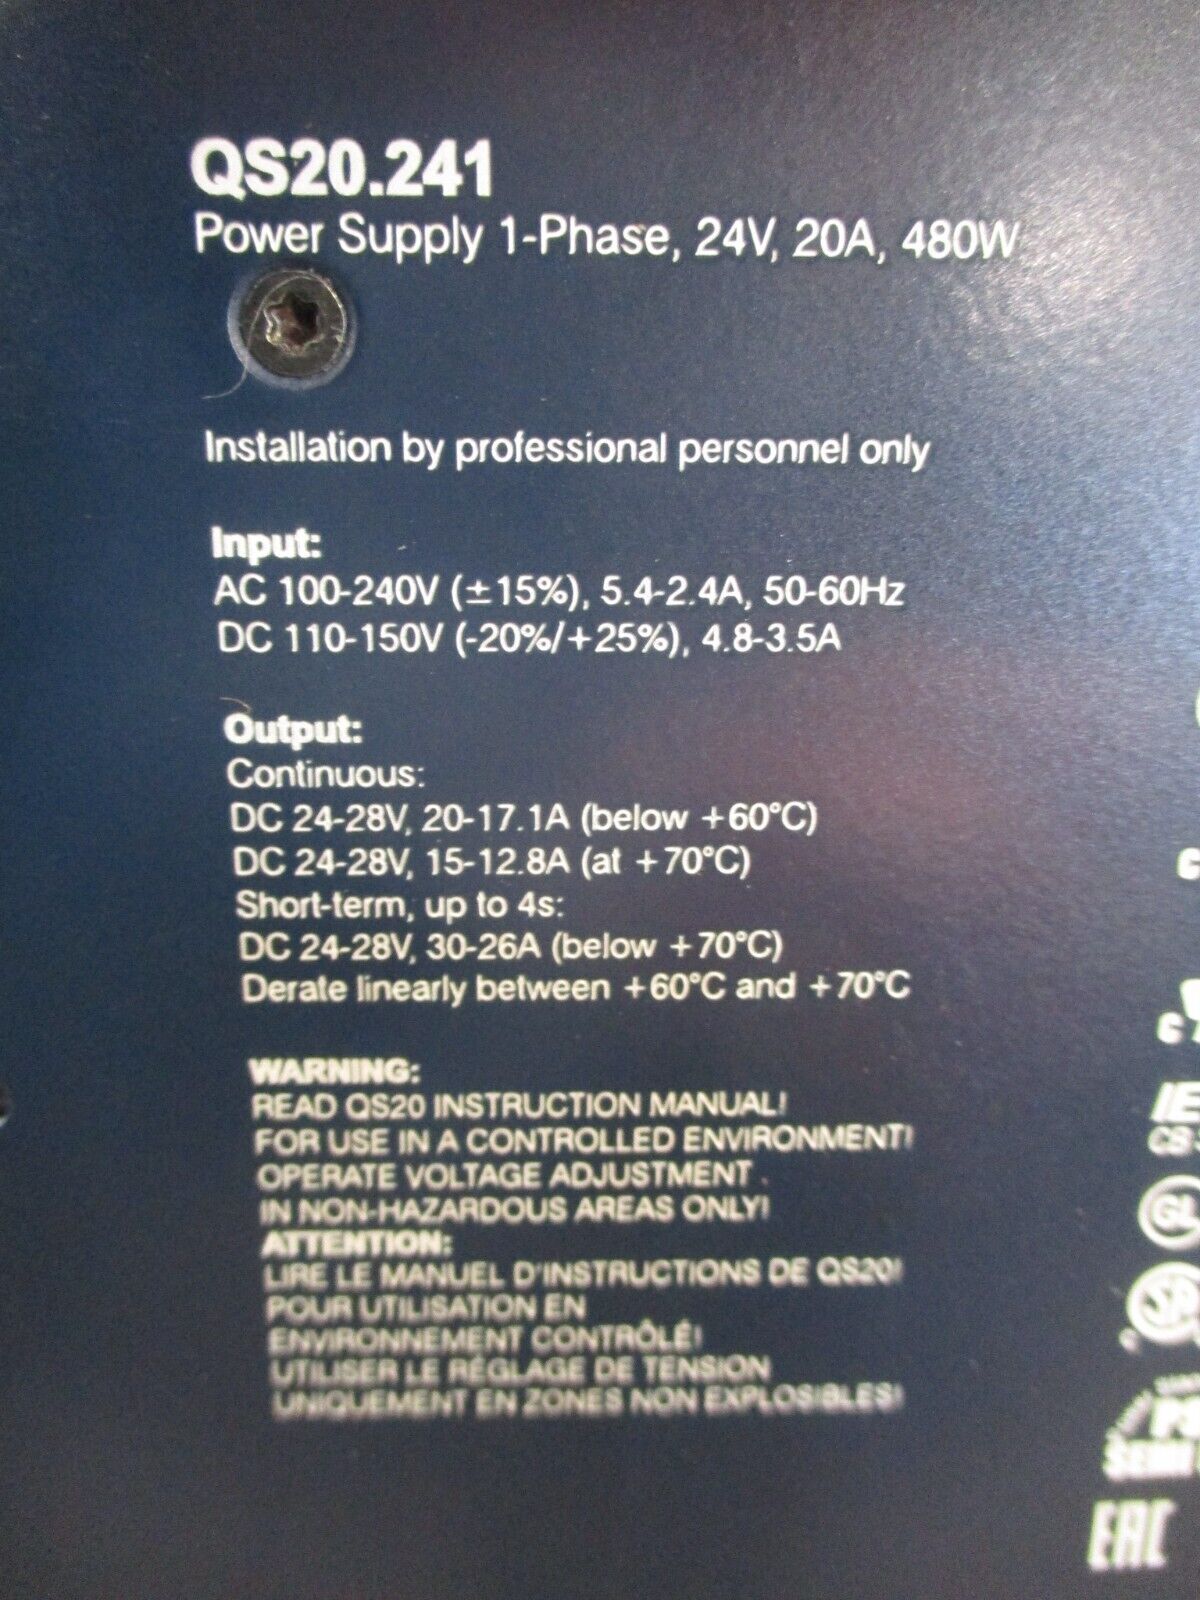 QS20.241
Power Supply 1-Phase, 24V, 20A, 480W
Installation by professional personnel only
Input:
AC 100-240V (±15%), 5.4-2.4A, 50-60Hz
DC 110-150V (-20%/+25%), 4.8-3.5A
Output:
Continuous:
DC 24-28V, 20-17.1A (below +60°C)
DC 24-28V, 15-12.8A (at +70°C)
Short-term, up to 4s:
DC 24-28V, 30-26A (below +70°C)
Derate linearly between +60°C and +70°C
WARNING:
READ QS20 INSTRUCTION MANUAL!
FOR USE IN A CONTROLLED ENVIRONMENT!
OPERATE VOLTAGE ADJUSTMENT
IN NON-HAZARDOUS AREAS ONLY!
ATTENTION:
LIRE LE MANUEL D'INSTRUCTIONS DE QS20!
POUR UTILISATION EN
ENVIRONNEMENT CONTRÔLÉ!
UTILISER LE RÉGLAGE DE TENSION
UNIQUEMENT EN ZONES NON EXPLOSIBLES!
GL
SEMI
EAC